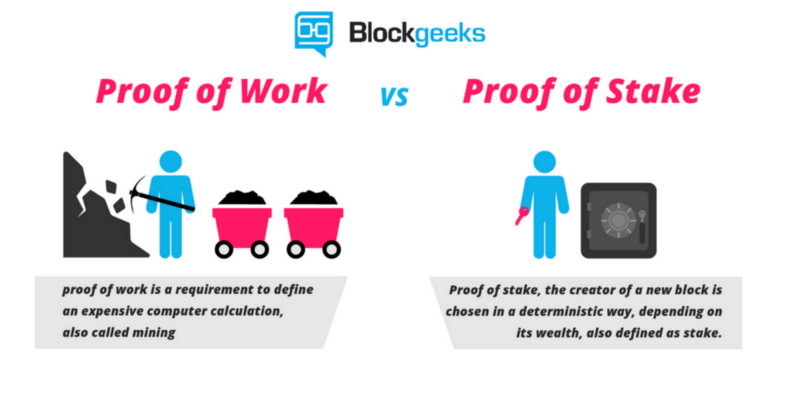 Blockgeeks
Proof of Work vs Proof of Stake
proof of work is a requirement to define
an expensive computer calculation,
also called mining
Proof of stake, the creator of a new block is
chosen in a deterministic way, depending on
its wealth, also defined as stake.